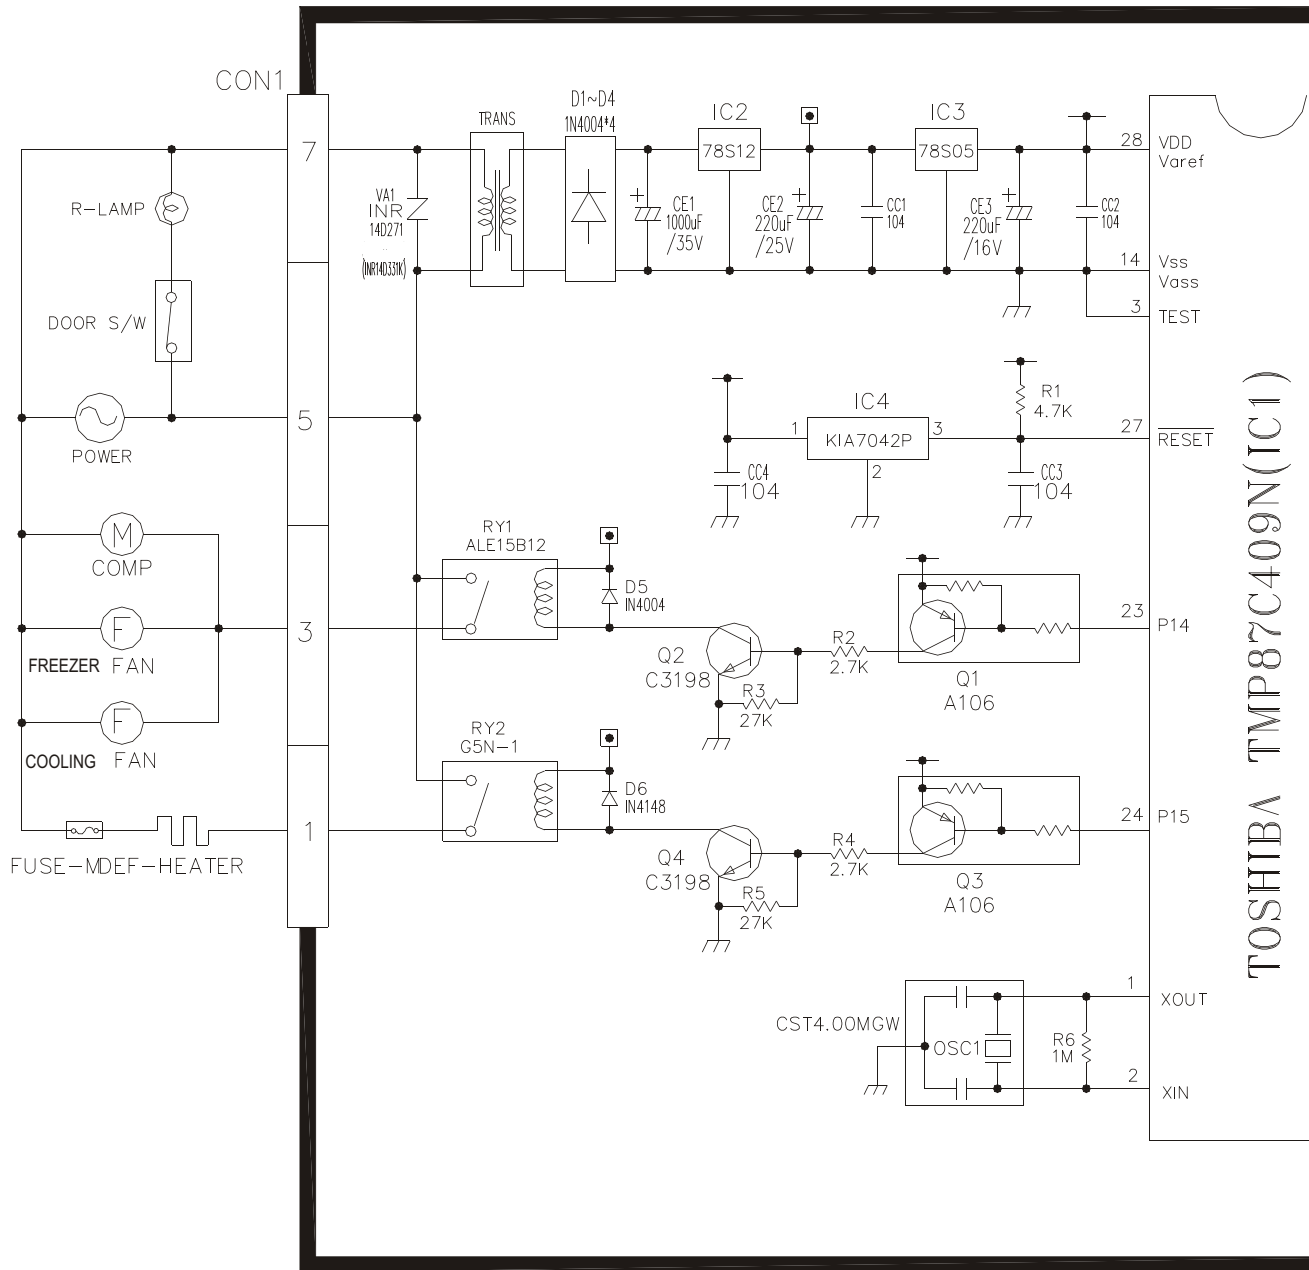 CON1
7
TRANS
D1~D4
1N4004*4
IC2
78S12
IC3
78S05
28
VDD
Varef
R-LAMP
VA1
INR
14D271
(INR14D331K)
+
CE1
1000uF
/35V
+
CE2
220uF
/25V
CC1
104
+
CE3
220uF
/16V
CC2
104
14
Vss
Vass
3
TEST
DOOR S/W
POWER
5
IC4
1
KIA7042P
3
2
R1
4.7K
27
RESET
CC4
104
CC3
104
M
COMP
RY1
ALE15B12
D5
IN4004
3
F
FREEZER FAN
Q2
C3198
R2
2.7K
R3
27K
Q1
A106
23
P14
F
COOLING FAN
RY2
G5N-1
D6
IN4148
1
FUSE-MDEF-HEATER
Q4
C3198
R4
2.7K
R5
27K
Q3
A106
24
P15
CST4.00MGW
OSC1
R6
1M
1
XOUT
2
XIN
TOSHIBA TMP87C409N(IC1)